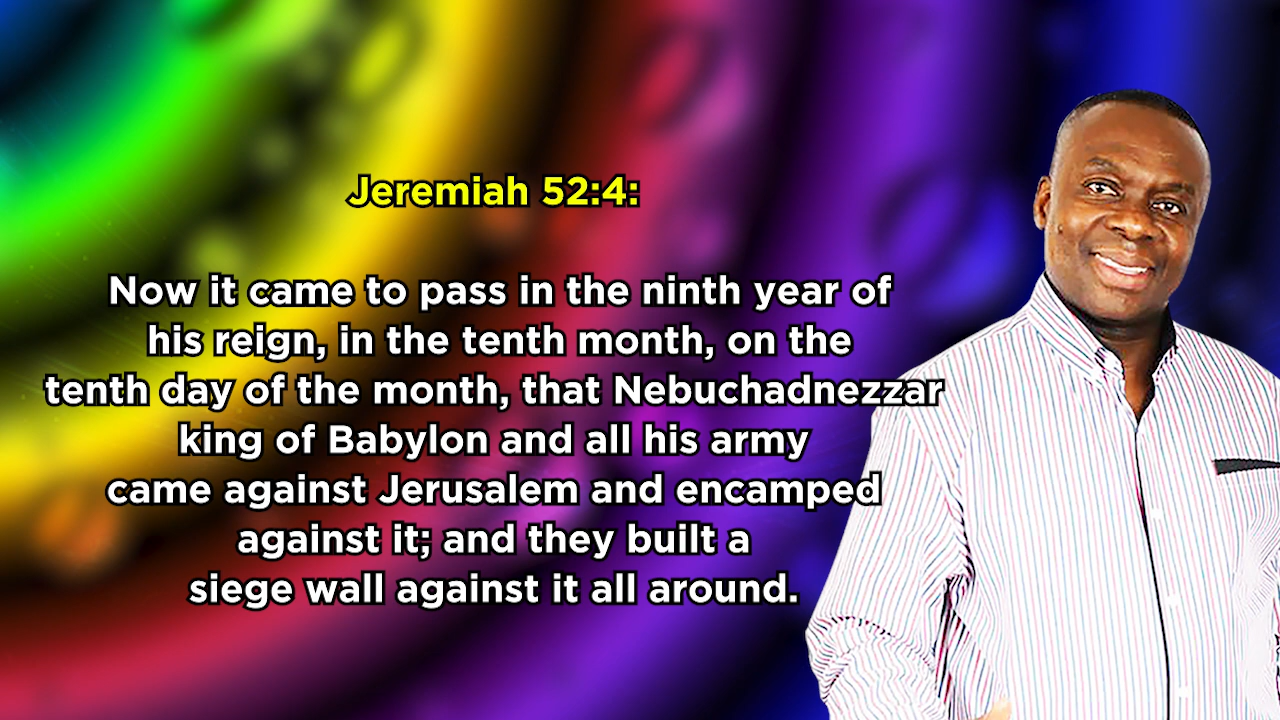 Jeremiah 52:4:
Now it came to pass in the ninth year of
his reign, in the tenth month, on the
tenth day of the month, that Nebuchadnezzar
king of Babylon and all his army
came against Jerusalem and encamped
against it; and they built a
siege wall against it all around.